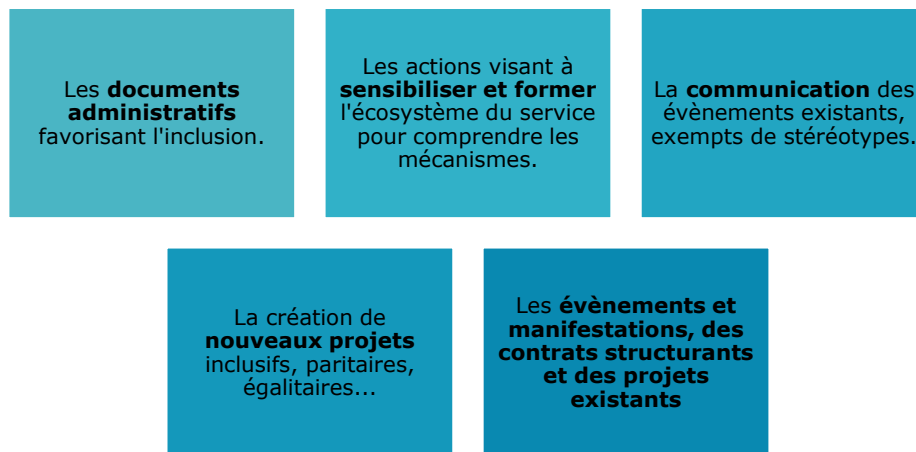 Les documents
administratifs
favorisant l'inclusion.
Les actions visant à
sensibiliser et former
l'écosystème du service
pour comprendre les
mécanismes.
La communication des
évènements existants,
exempts de stéréotypes.
La création de
nouveaux projets
inclusifs, paritaires,
égalitaires...
Les évènements et
manifestations, des
contrats structurants
et des projets
existants